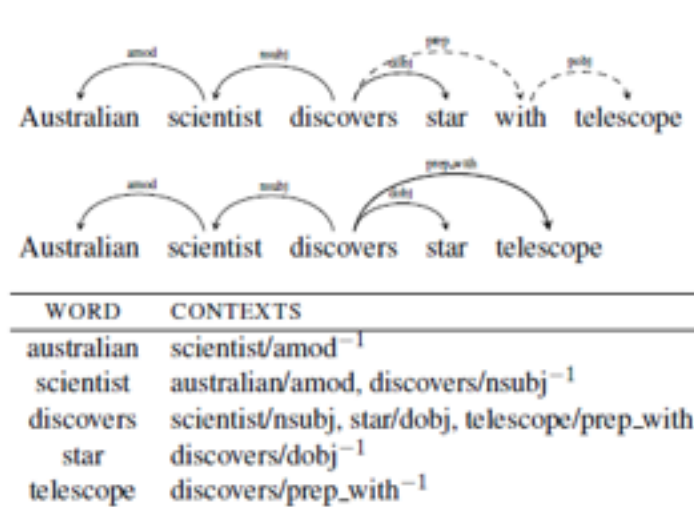 prep
amod nsubj dobj pobj
Australian scientist discovers star with telescope
prep_with
amod nsubj dobj
Australian scientist discovers star telescope
WORD CONTEXTS
australian scientist/amod⁻¹
scientist australian/amod, discovers/nsubj⁻¹
discovers scientist/nsubj, star/dobj, telescope/prep_with
star discovers/dobj⁻¹
telescope discovers/prep_with⁻¹